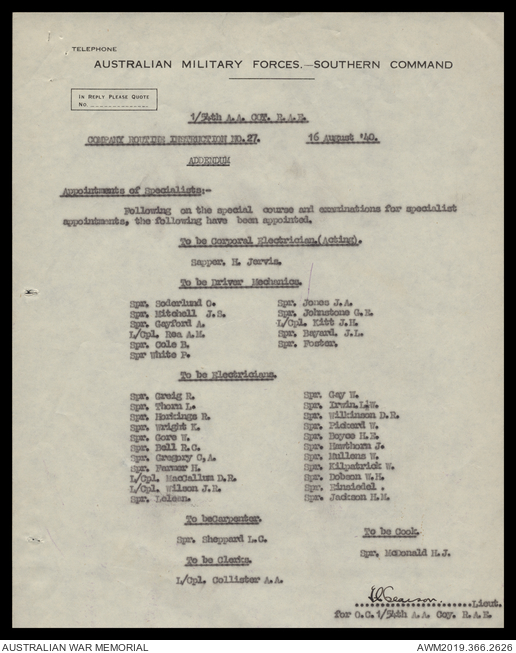 TELEPHONE
AUSTRALIAN MILITARY FORCES.—SOUTHERN COMMAND
IN REPLY PLEASE QUOTE
No.
1/54th A.A. COY. R.A.E.
COMPANY ROUTINE INSTRUCTION NO.27. 16 August '40.
ADDENDUM
Appointments of Specialists:-
Following on the special course and examinations for specialist
appointments, the following have been appointed.
To be Corporal Electrician.(Acting).
Sapper. H. Jarvis.
To be Driver Mechanics.
Spr. Soderlund O. Spr. Jones J.A.
Spr. Mitchell J.S. Spr. Johnstone G.E.
Spr. Gayford A. L/Cpl. Kitt J.H.
L/Cpl. Rea A.M. Spr. Bayard. J.L.
Spr. Cole B. Spr. Foster.
Spr White F.
To be Electricians.
Spr. Craig R. Spr. Gay W.
Spr. Thorn L. Spr. Irwin L.W.
Spr. Hawkings R. Spr. Wilkinson D.R.
Spr. Wright K. Spr. Pickard W.
Spr. Gore W. Spr. Boyce H.E.
Spr. Bell R.C. Spr. Hawthorn J.
Spr. Gregory C.A. Spr. Mullens W.
Spr. Farmer H. Spr. Kilpatrick W.
L/Cpl. MacCallum D.R. Spr. Dobson W.H.
L/Cpl. Wilson J.R. Spr. Einsiedel .
Spr. Leleen. Spr. Jackson H.M.
To beCarpenter. To be Cook.
Spr. Sheppard L.C. Spr. McDonald H.J.
To be Clerks.
L/Cpl. Collister A.A.
Pearson.
Lieut.
for O.C. 1/54th A.A. Coy. R.A.E.
AUSTRALIAN WAR MEMORIAL AWM2019.366.2626